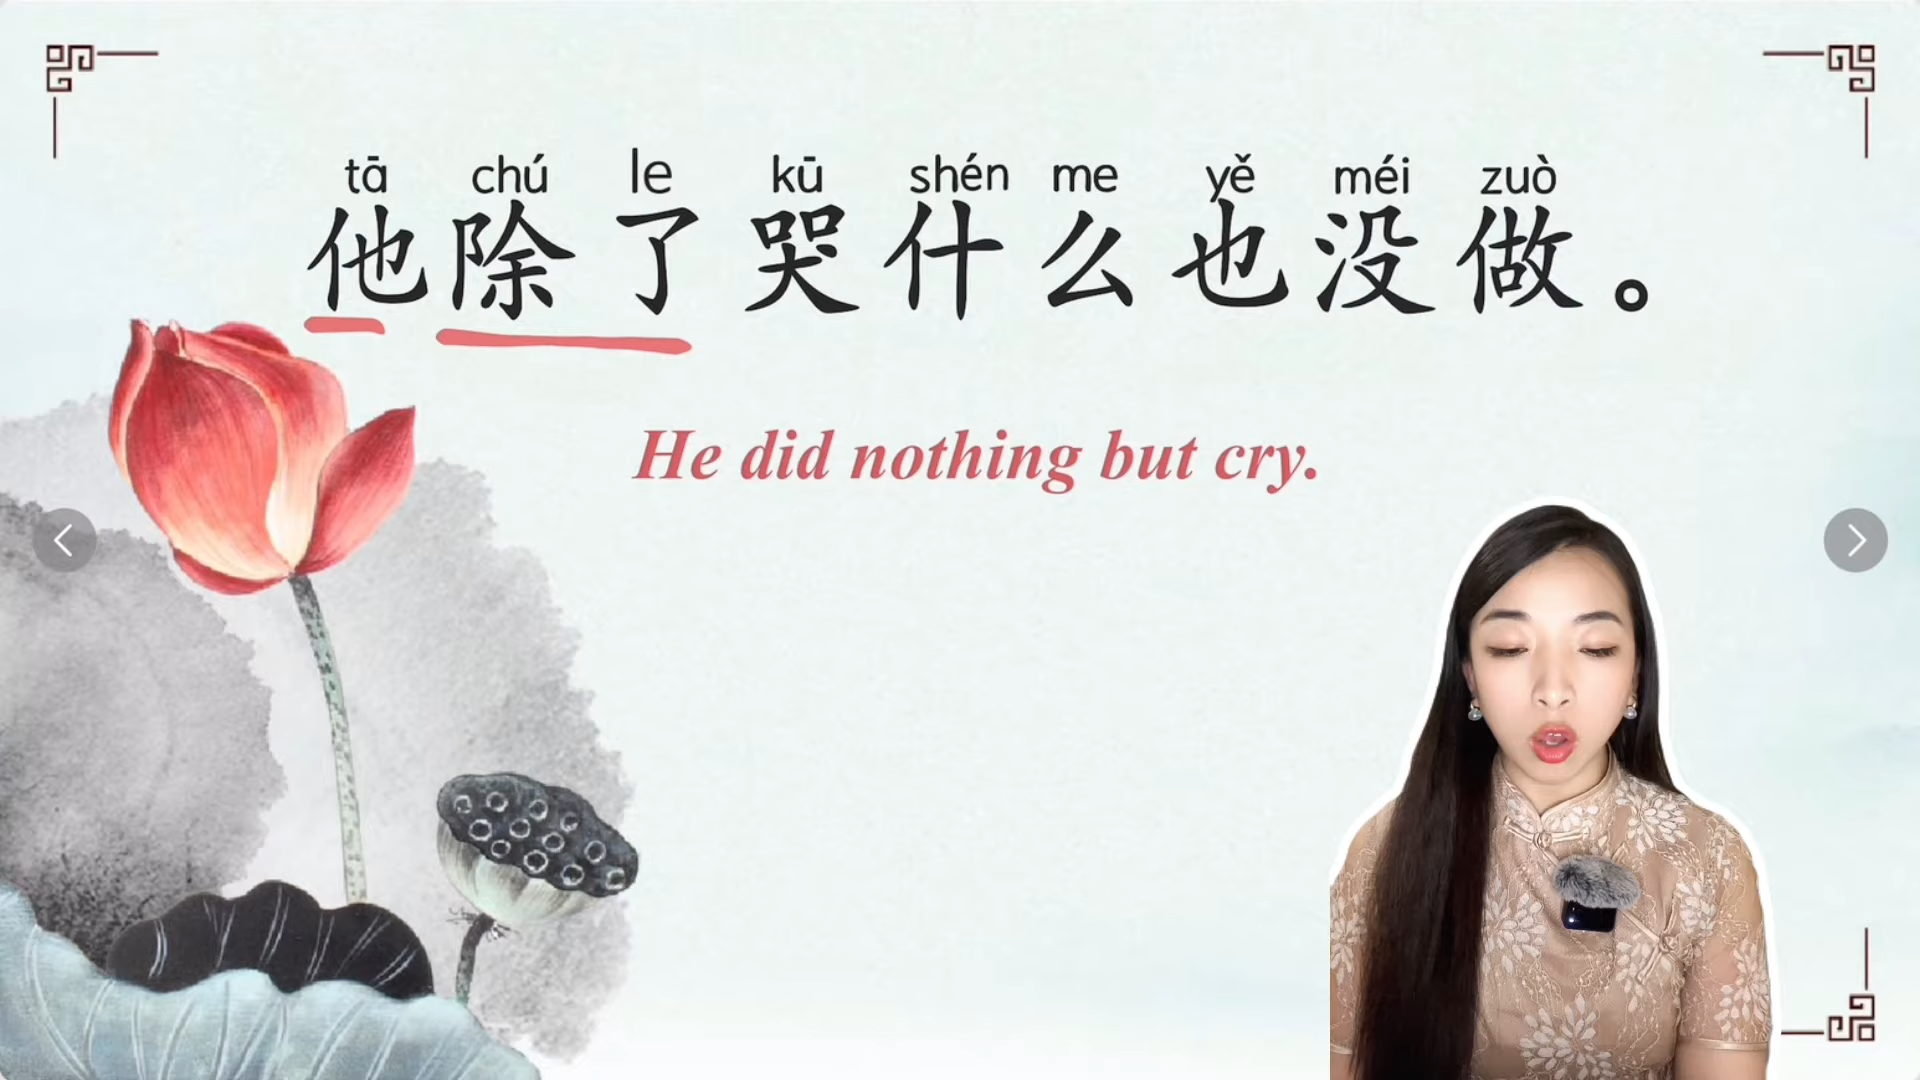 tā chú le kū shén me yě méi zuò
他除了哭什么也没做。
He did nothing but cry.